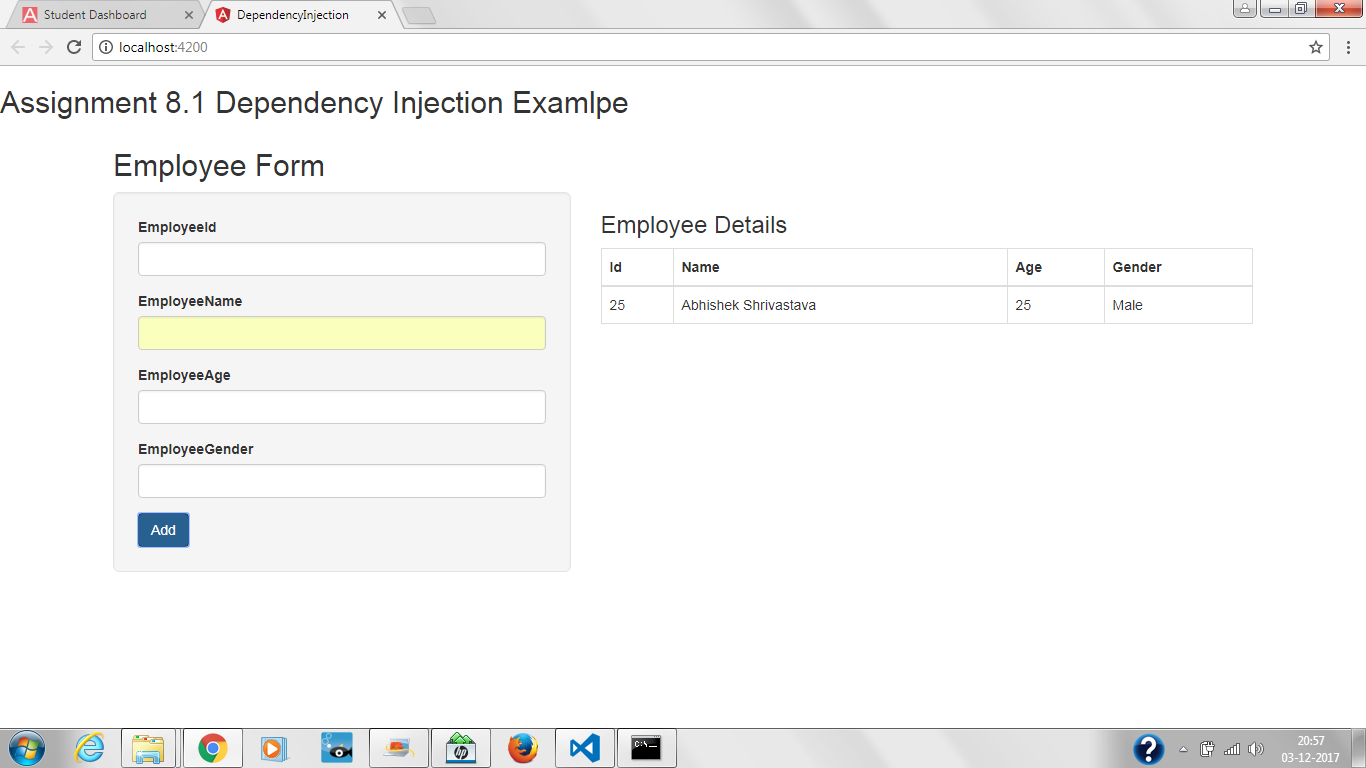 Student Dashboard
DependencyInjection
localhost:4200
Assignment 8.1 Dependency Injection Examlpe
Employee Form
EmployeeId
EmployeeName
EmployeeAge
EmployeeGender
Add
Employee Details
Id Name Age Gender
25 Abhishek Shrivastava 25 Male
hp
C:\
20:57
03-12-2017